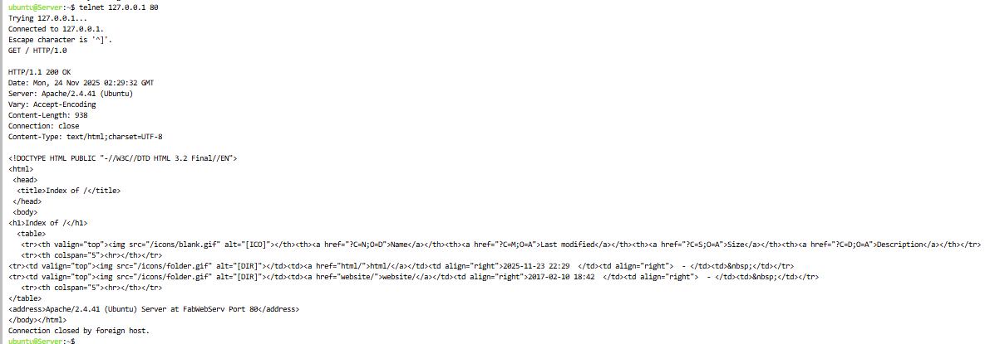 ubuntu@Server:~$ telnet 127.0.0.1 80
Trying 127.0.0.1...
Connected to 127.0.0.1.
Escape character is '^]'.
GET / HTTP/1.0

HTTP/1.1 200 OK
Date: Mon, 24 Nov 2025 02:29:32 GMT
Server: Apache/2.4.41 (Ubuntu)
Vary: Accept-Encoding
Content-Length: 938
Connection: close
Content-Type: text/html;charset=UTF-8

<!DOCTYPE HTML PUBLIC "-//W3C//DTD HTML 3.2 Final//EN">
<html>
 <head>
  <title>Index of /</title>
 </head>
 <body>
<h1>Index of /</h1>
  <table>
   <tr><th valign="top"><img src="/icons/blank.gif" alt="[ICO]"></th><th><a href="?C=N;O=D">Name</a></th><th><a href="?C=M;O=A">Last modified</a></th><th><a href="?C=S;O=A">Size</a></th><th><a href="?C=D;O=A">Description</a></th></tr>
   <tr><th colspan="5"><hr></th></tr>
<tr><td valign="top"><img src="/icons/folder.gif" alt="[DIR]"></td><td><a href="html/">html/</a></td><td align="right">2025-11-23 22:29  </td><td align="right">  - </td><td>&nbsp;</td></tr>
<tr><td valign="top"><img src="/icons/folder.gif" alt="[DIR]"></td><td><a href="website/">website/</a></td><td align="right">2017-02-10 18:42  </td><td align="right">  - </td><td>&nbsp;</td></tr>
   <tr><th colspan="5"><hr></th></tr>
</table>
<address>Apache/2.4.41 (Ubuntu) Server at FabWebServ Port 80</address>
</body></html>
Connection closed by foreign host.
ubuntu@Server:~$